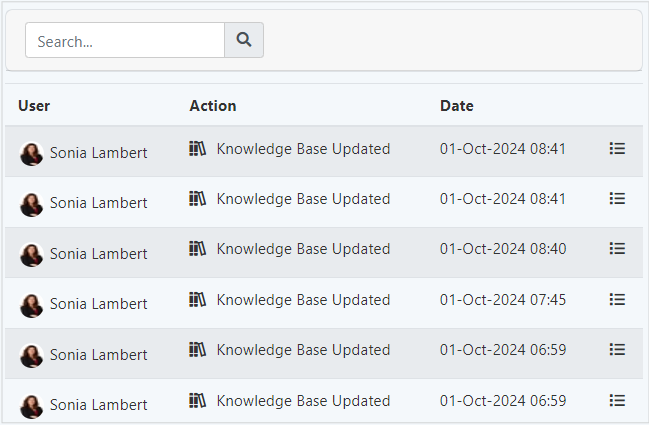 Search...
User Action Date
Sonia Lambert Knowledge Base Updated 01-Oct-2024 08:41
Sonia Lambert Knowledge Base Updated 01-Oct-2024 08:41
Sonia Lambert Knowledge Base Updated 01-Oct-2024 08:40
Sonia Lambert Knowledge Base Updated 01-Oct-2024 07:45
Sonia Lambert Knowledge Base Updated 01-Oct-2024 06:59
Sonia Lambert Knowledge Base Updated 01-Oct-2024 06:59